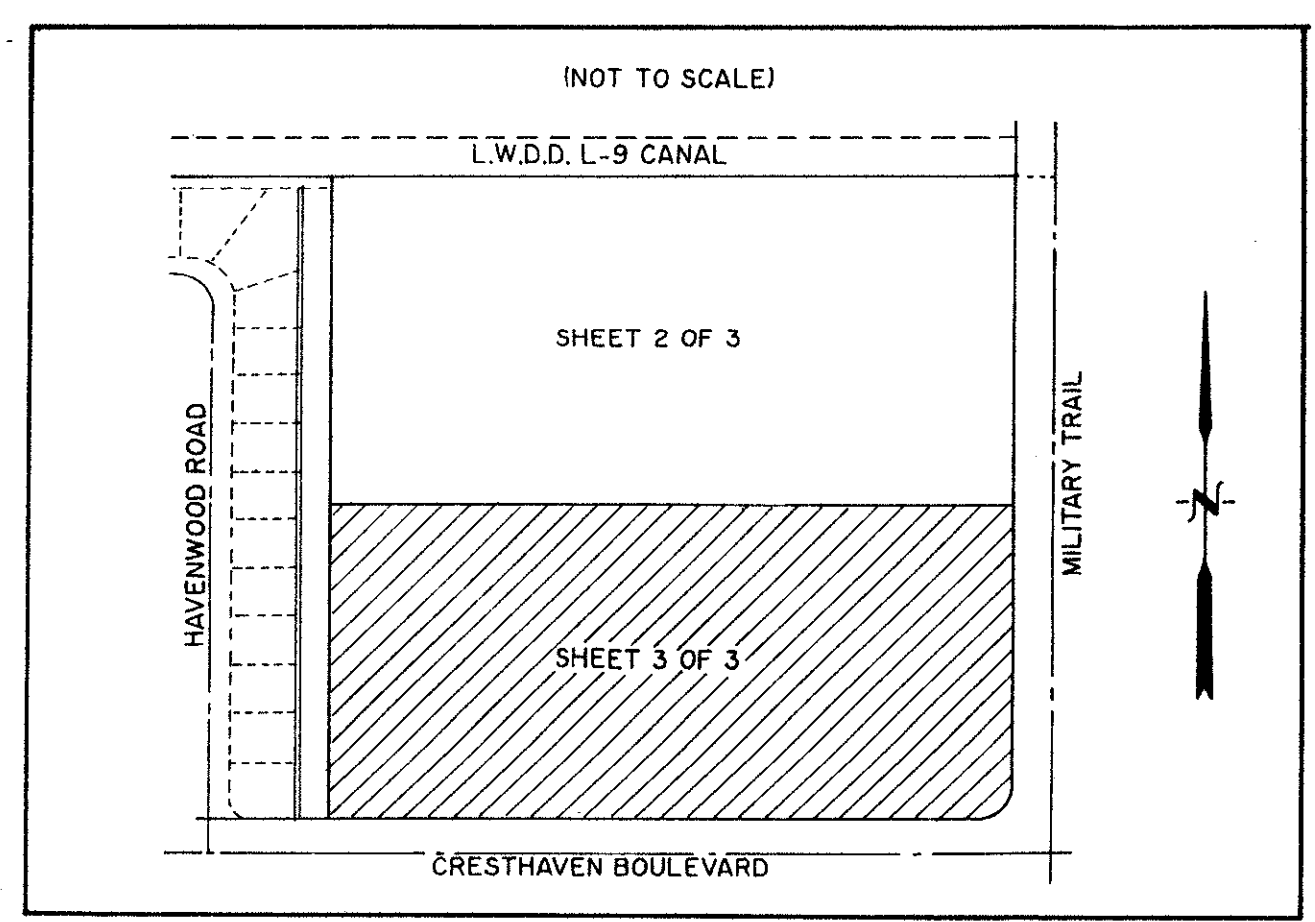 (NOT TO SCALE)
L.W.D.D. L-9 CANAL
SHEET 2 OF 3
HAVENWOOD ROAD
MILITARY TRAIL
N
SHEET 3 OF 3
CRESTHAVEN BOULEVARD